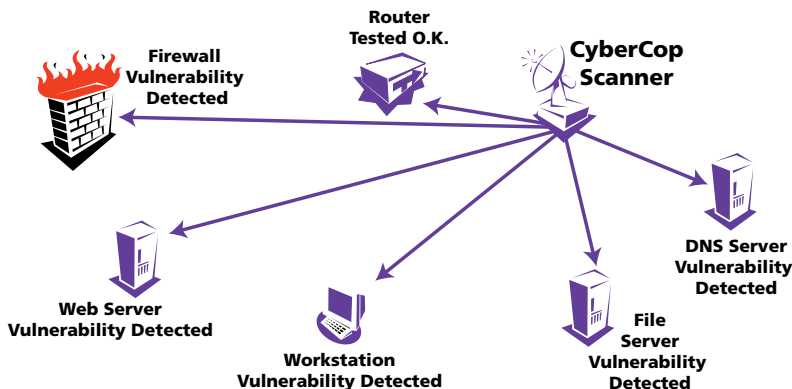 Router
Tested O.K.
CyberCop
Scanner
Firewall
Vulnerability
Detected
DNS Server
Vulnerability
Detected
Web Server
Vulnerability Detected
File
Server
Vulnerability
Detected
Workstation
Vulnerability Detected